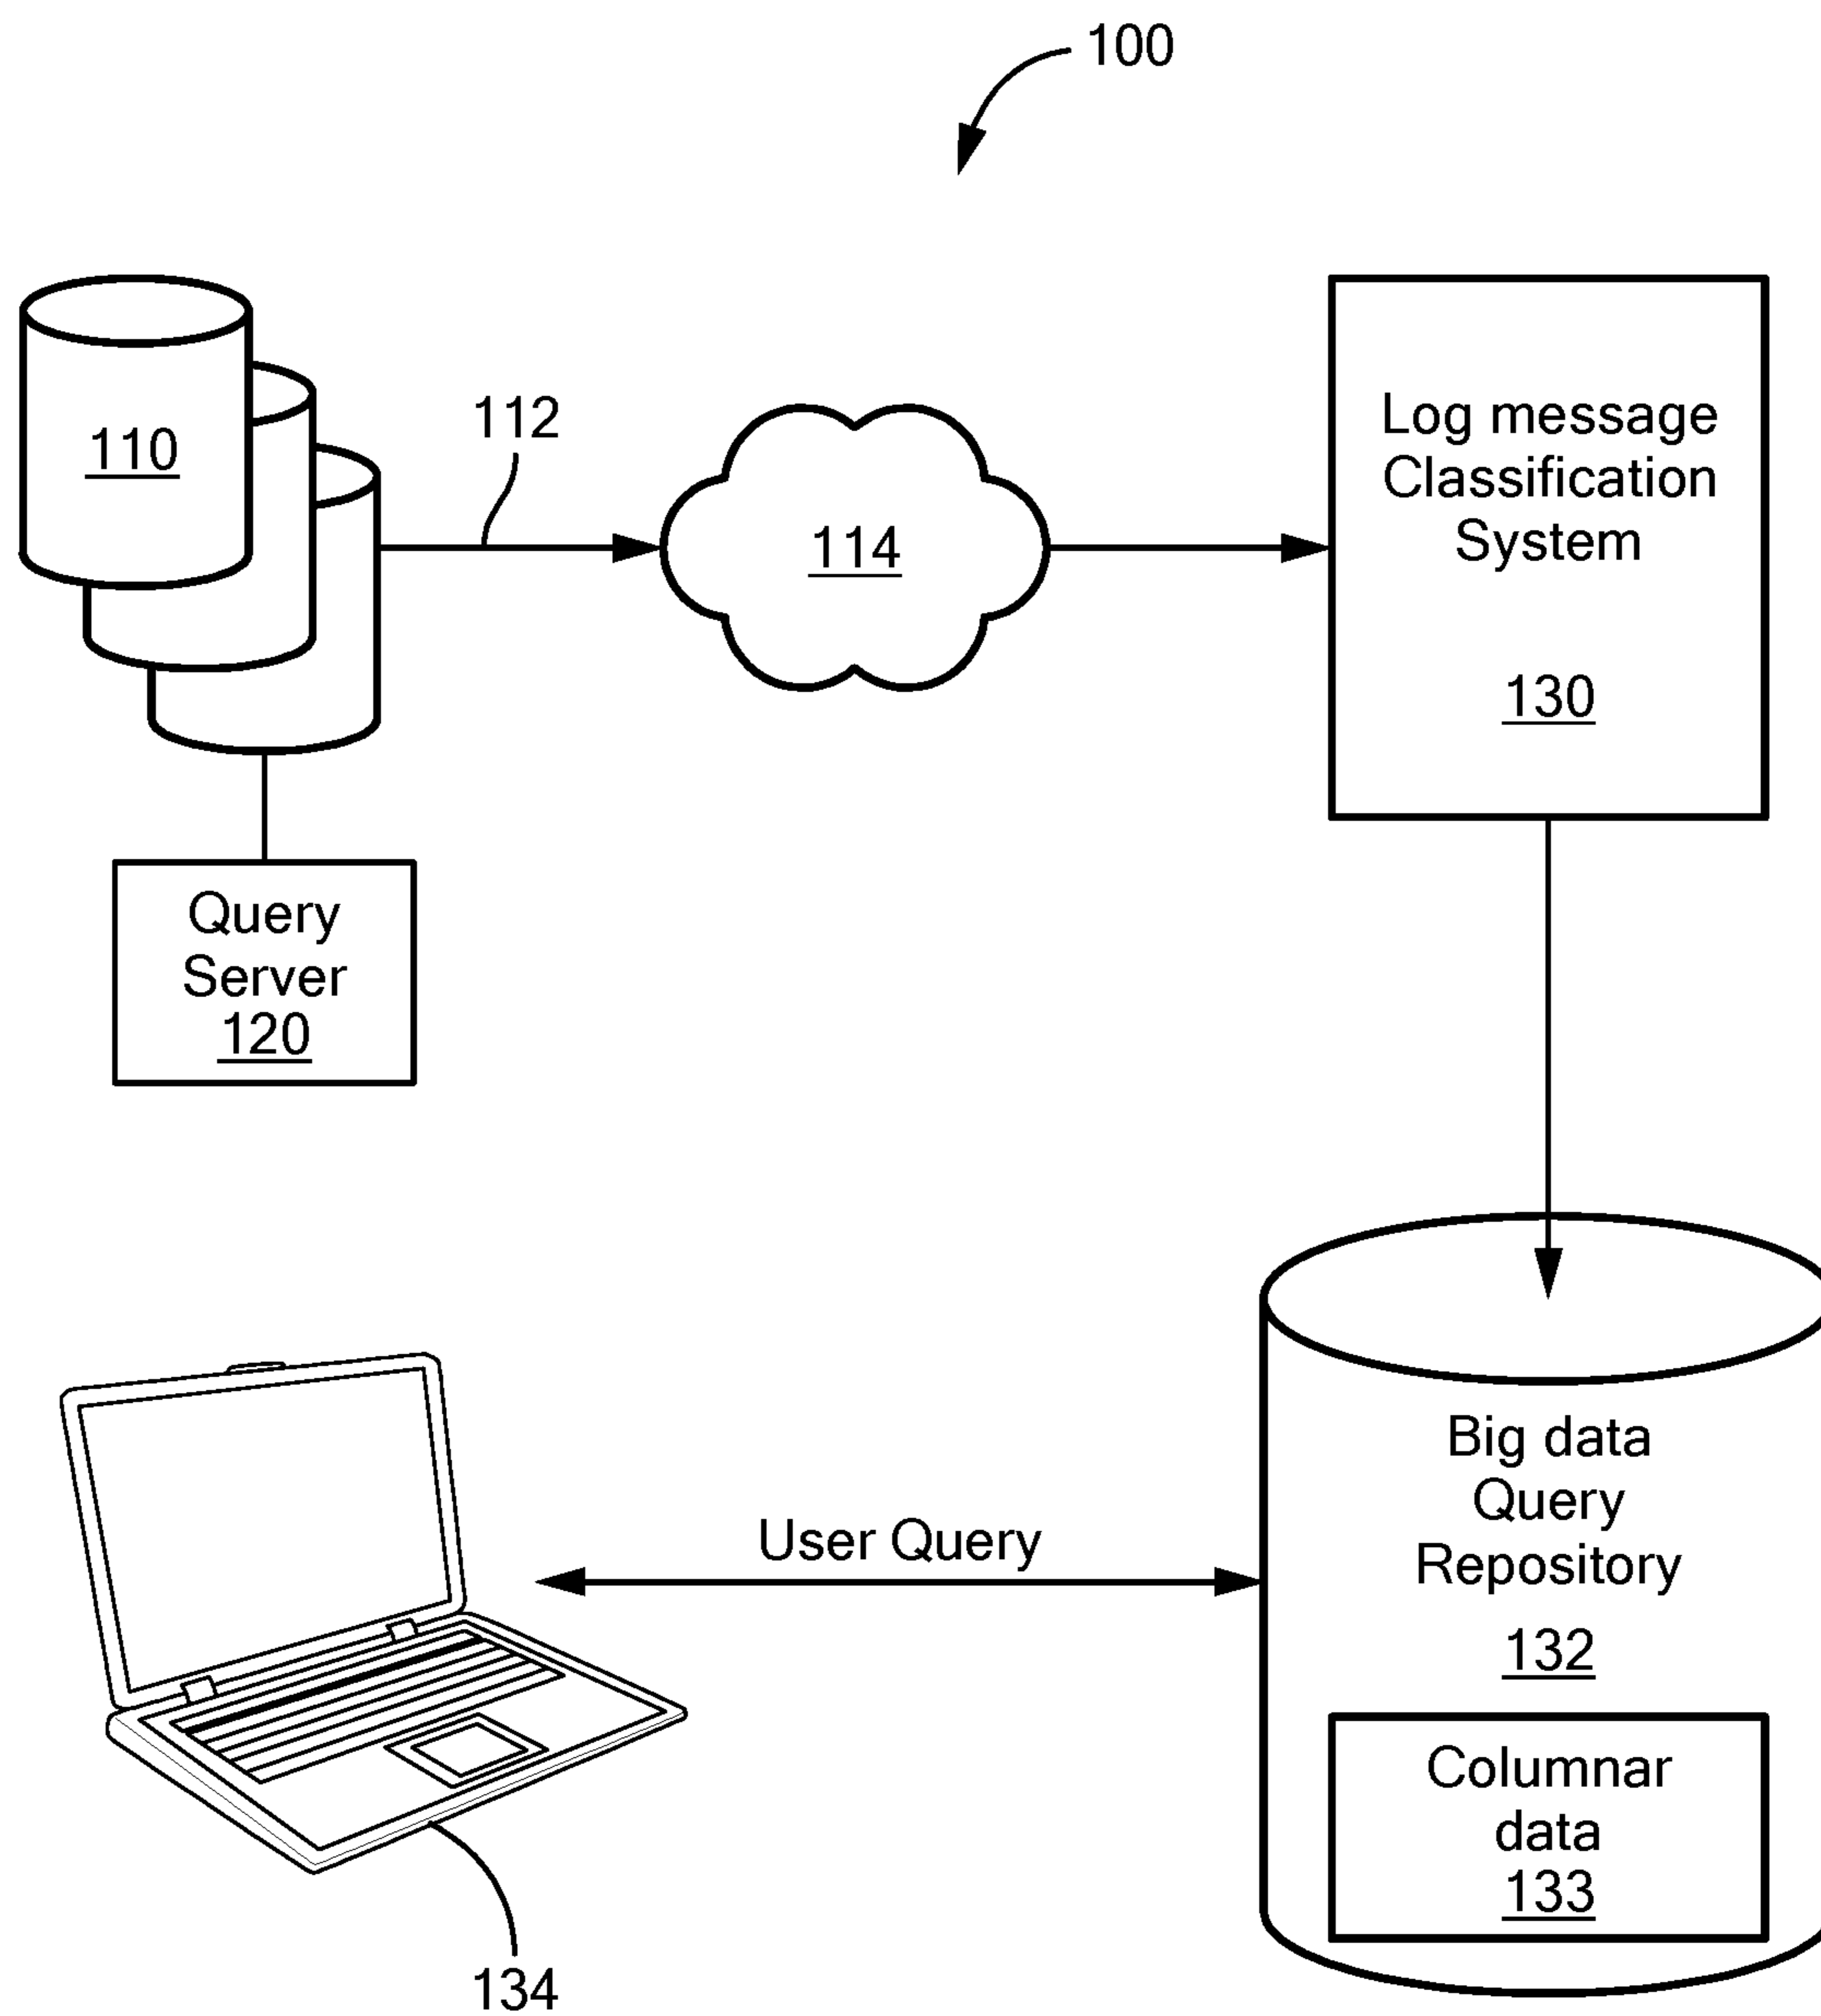 100
110
112
114
Log message
Classification
System
130
Query
Server
120
User Query
Big data
Query
Repository
132
Columnar
data
133
134